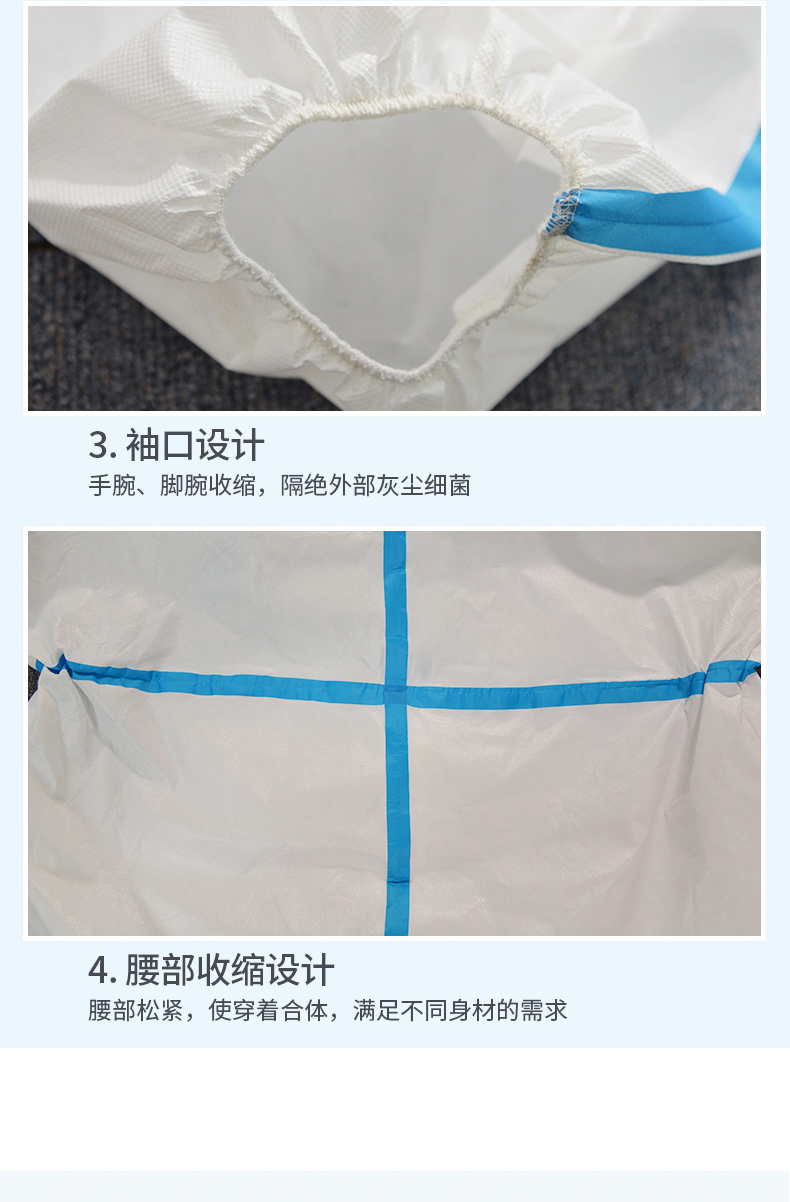 3. 袖口设计
手腕、脚腕收缩，隔绝外部灰尘细菌
4. 腰部收缩设计
腰部松紧，使穿着合体，满足不同身材的需求